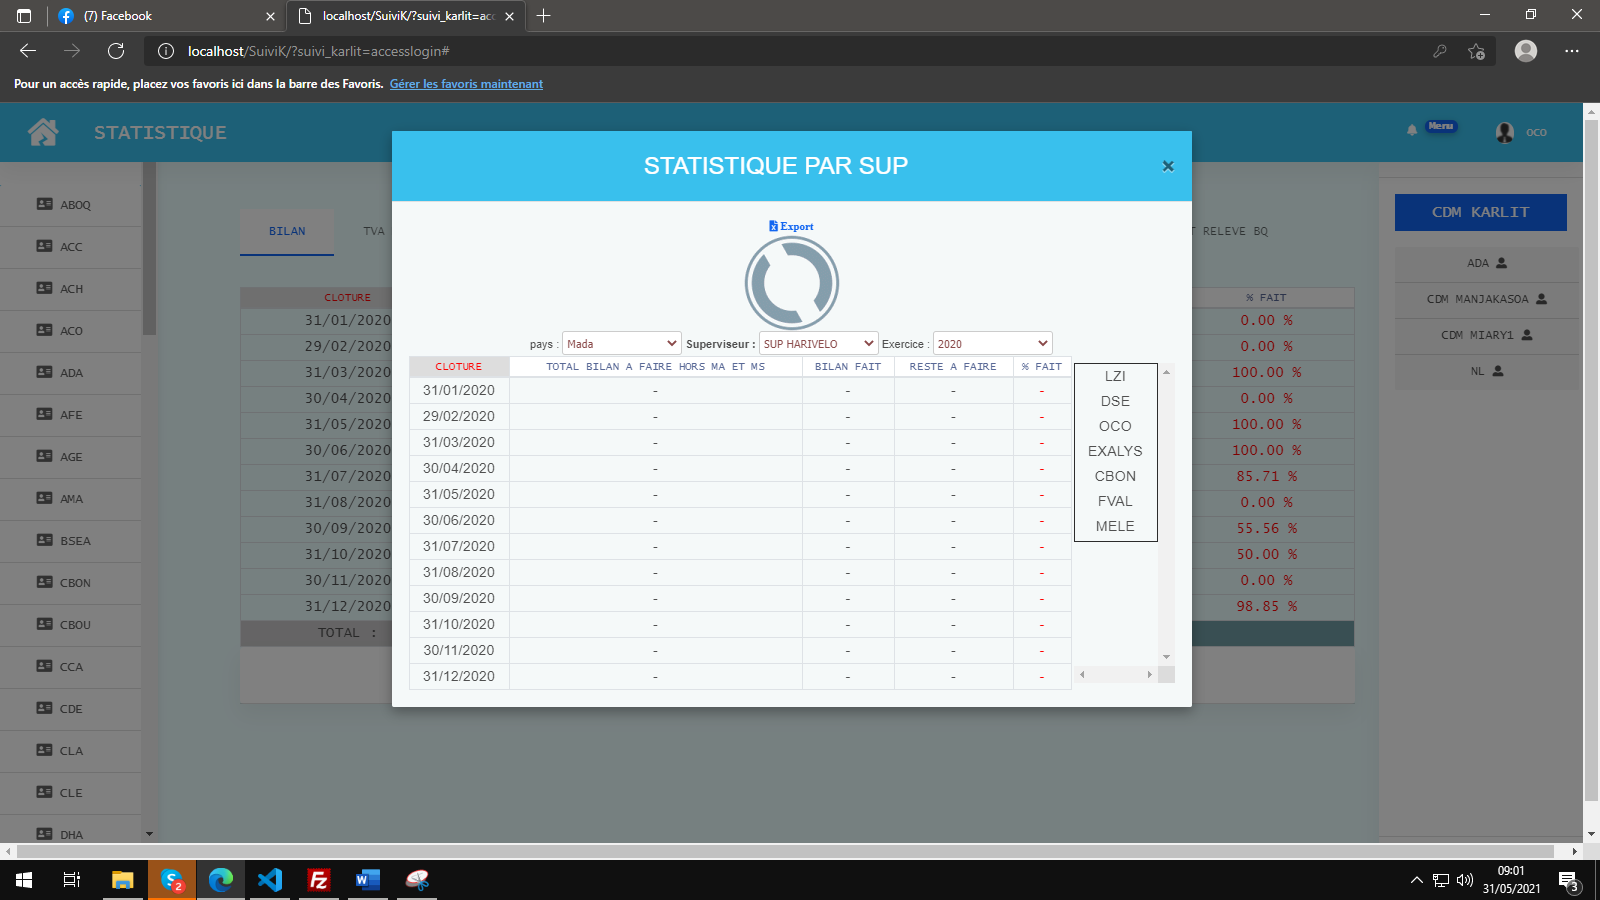 (7) Facebook
localhost/SuiviK/?suivi_karlit=acc
localhost/SuiviK/?suivi_karlit=accesslogin#
Pour un accès rapide, placez vos favoris ici dans la barre des Favoris. Gérer les favoris maintenant
STATISTIQUE
Menu
OCO
ABOQ
ACC
ACH
ACO
ADA
AFE
AGE
AMA
BSEA
CBON
CBOU
CCA
CDE
CLA
CLE
DHA
BILAN
TVA
T RELEVE BQ
CLOTURE
31/01/2020
29/02/2020
31/03/2020
30/04/2020
31/05/2020
30/06/2020
31/07/2020
31/08/2020
30/09/2020
31/10/2020
30/11/2020
31/12/2020
TOTAL :
STATISTIQUE PAR SUP
×
Export
pays : Mada Superviseur : SUP HARIVELO Exercice : 2020
CLOTURE TOTAL BILAN A FAIRE HORS MA ET MS BILAN FAIT RESTE A FAIRE % FAIT
31/01/2020 - - - -
29/02/2020 - - - -
31/03/2020 - - - -
30/04/2020 - - - -
31/05/2020 - - - -
30/06/2020 - - - -
31/07/2020 - - - -
31/08/2020 - - - -
30/09/2020 - - - -
31/10/2020 - - - -
30/11/2020 - - - -
31/12/2020 - - - -
LZI
DSE
OCO
EXALYS
CBON
FVAL
MELE
% FAIT
0.00 %
0.00 %
100.00 %
0.00 %
100.00 %
100.00 %
85.71 %
0.00 %
55.56 %
50.00 %
0.00 %
98.85 %
CDM KARLIT
ADA
CDM MANJAKASOA
CDM MIARY1
NL
2
09:01
31/05/2021
3